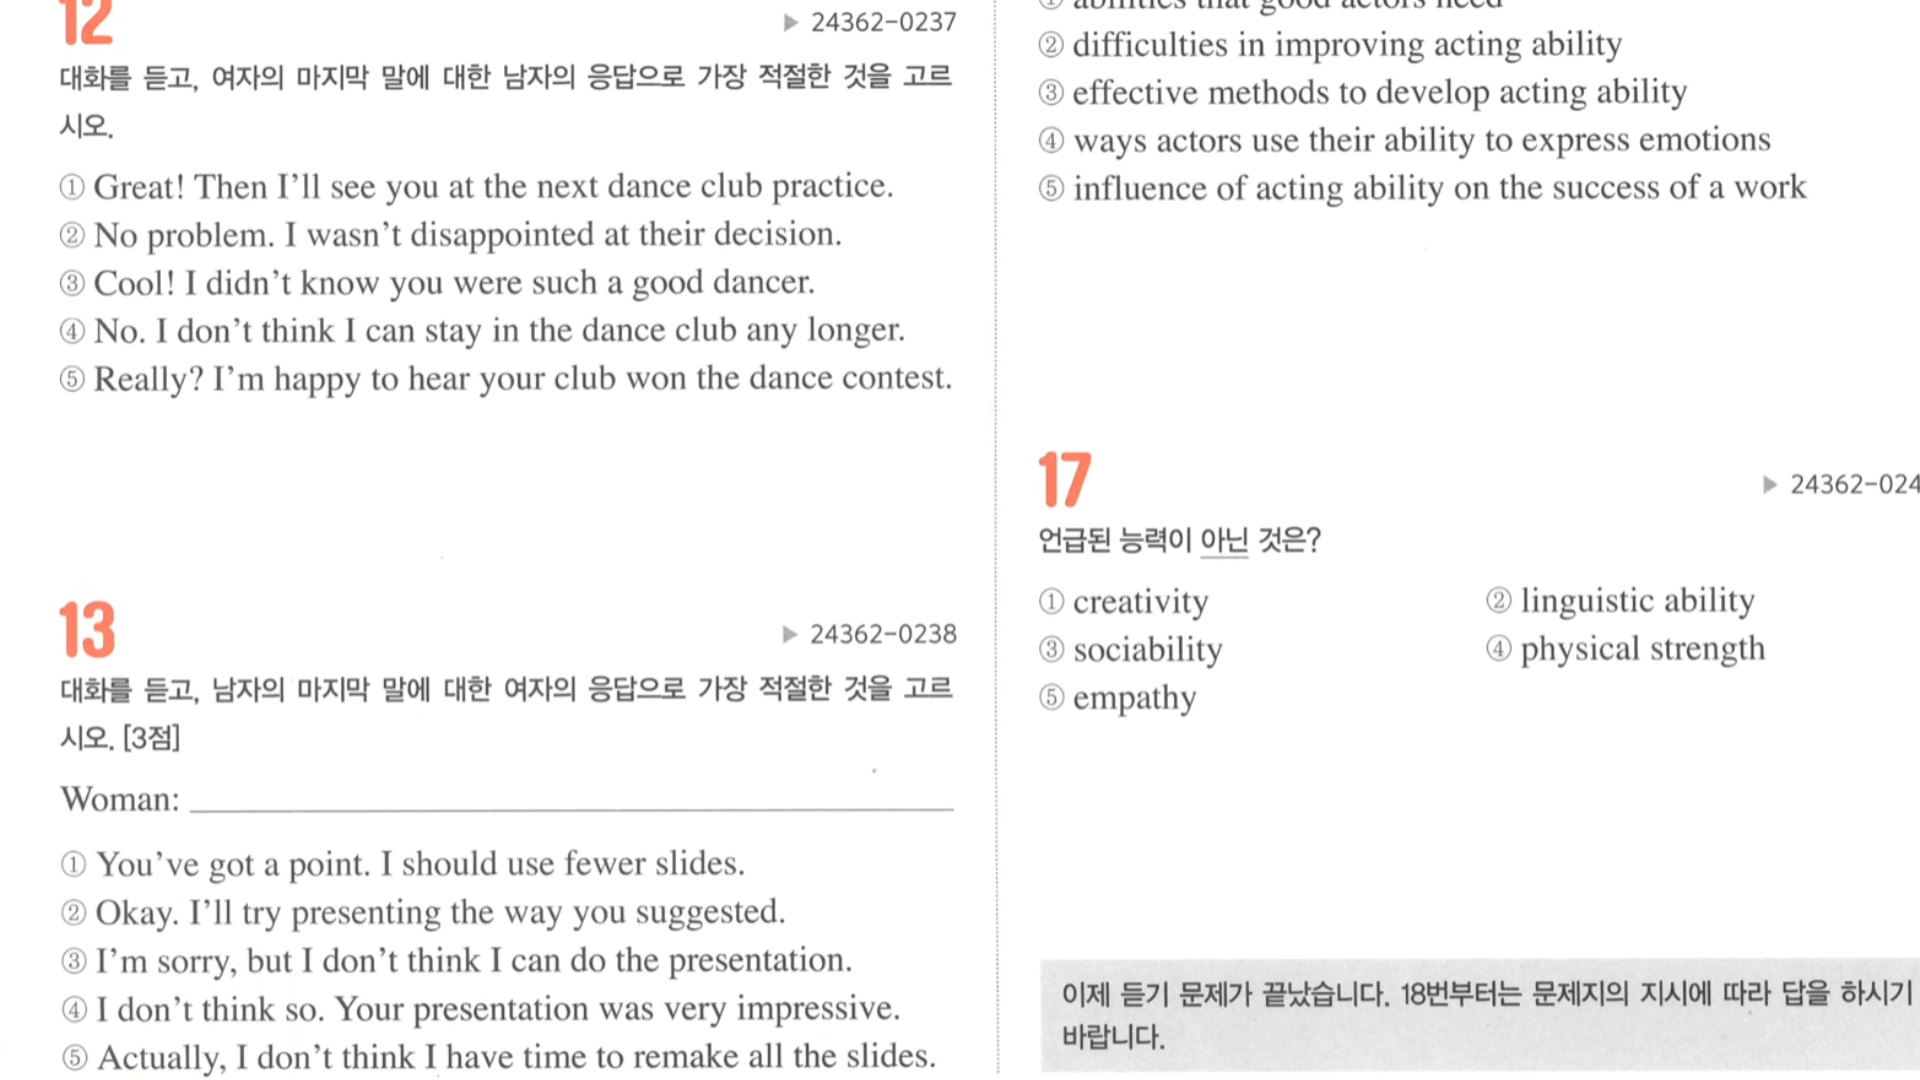 12
▶ 24362-0237
대화를 듣고, 여자의 마지막 말에 대한 남자의 응답으로 가장 적절한 것을 고르
시오.
① Great! Then I'll see you at the next dance club practice.
② No problem. I wasn't disappointed at their decision.
③ Cool! I didn't know you were such a good dancer.
④ No. I don't think I can stay in the dance club any longer.
⑤ Really? I'm happy to hear your club won the dance contest.
13
▶ 24362-0238
대화를 듣고, 남자의 마지막 말에 대한 여자의 응답으로 가장 적절한 것을 고르
시오. [3점]
Woman:
① You've got a point. I should use fewer slides.
② Okay. I'll try presenting the way you suggested.
③ I'm sorry, but I don't think I can do the presentation.
④ I don't think so. Your presentation was very impressive.
⑤ Actually, I don't think I have time to remake all the slides.
① abilities that good actors need
② difficulties in improving acting ability
③ effective methods to develop acting ability
④ ways actors use their ability to express emotions
⑤ influence of acting ability on the success of a work
17
▶ 24362-024
언급된 능력이 아닌 것은?
① creativity
② linguistic ability
③ sociability
④ physical strength
⑤ empathy
이제 듣기 문제가 끝났습니다. 18번부터는 문제지의 지시에 따라 답을 하시기
바랍니다.